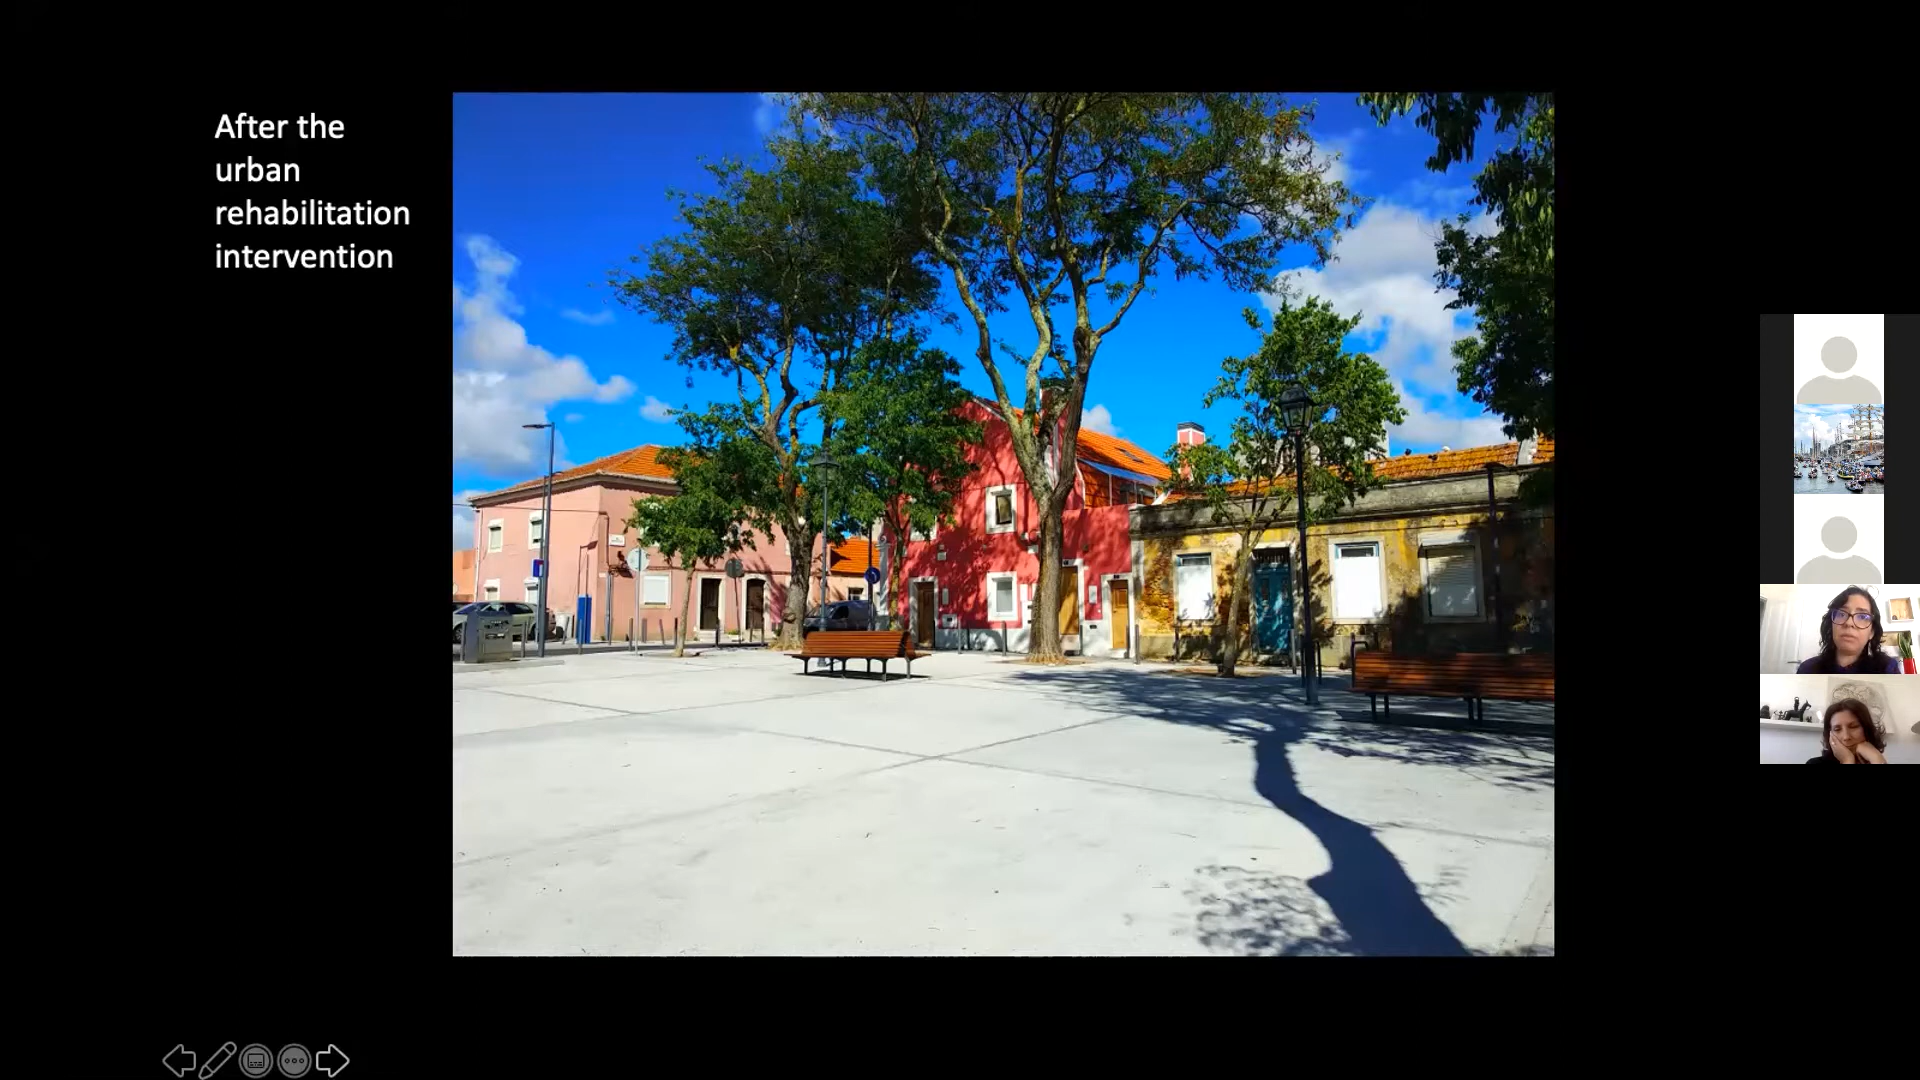 After the
urban
rehabilitation
intervention